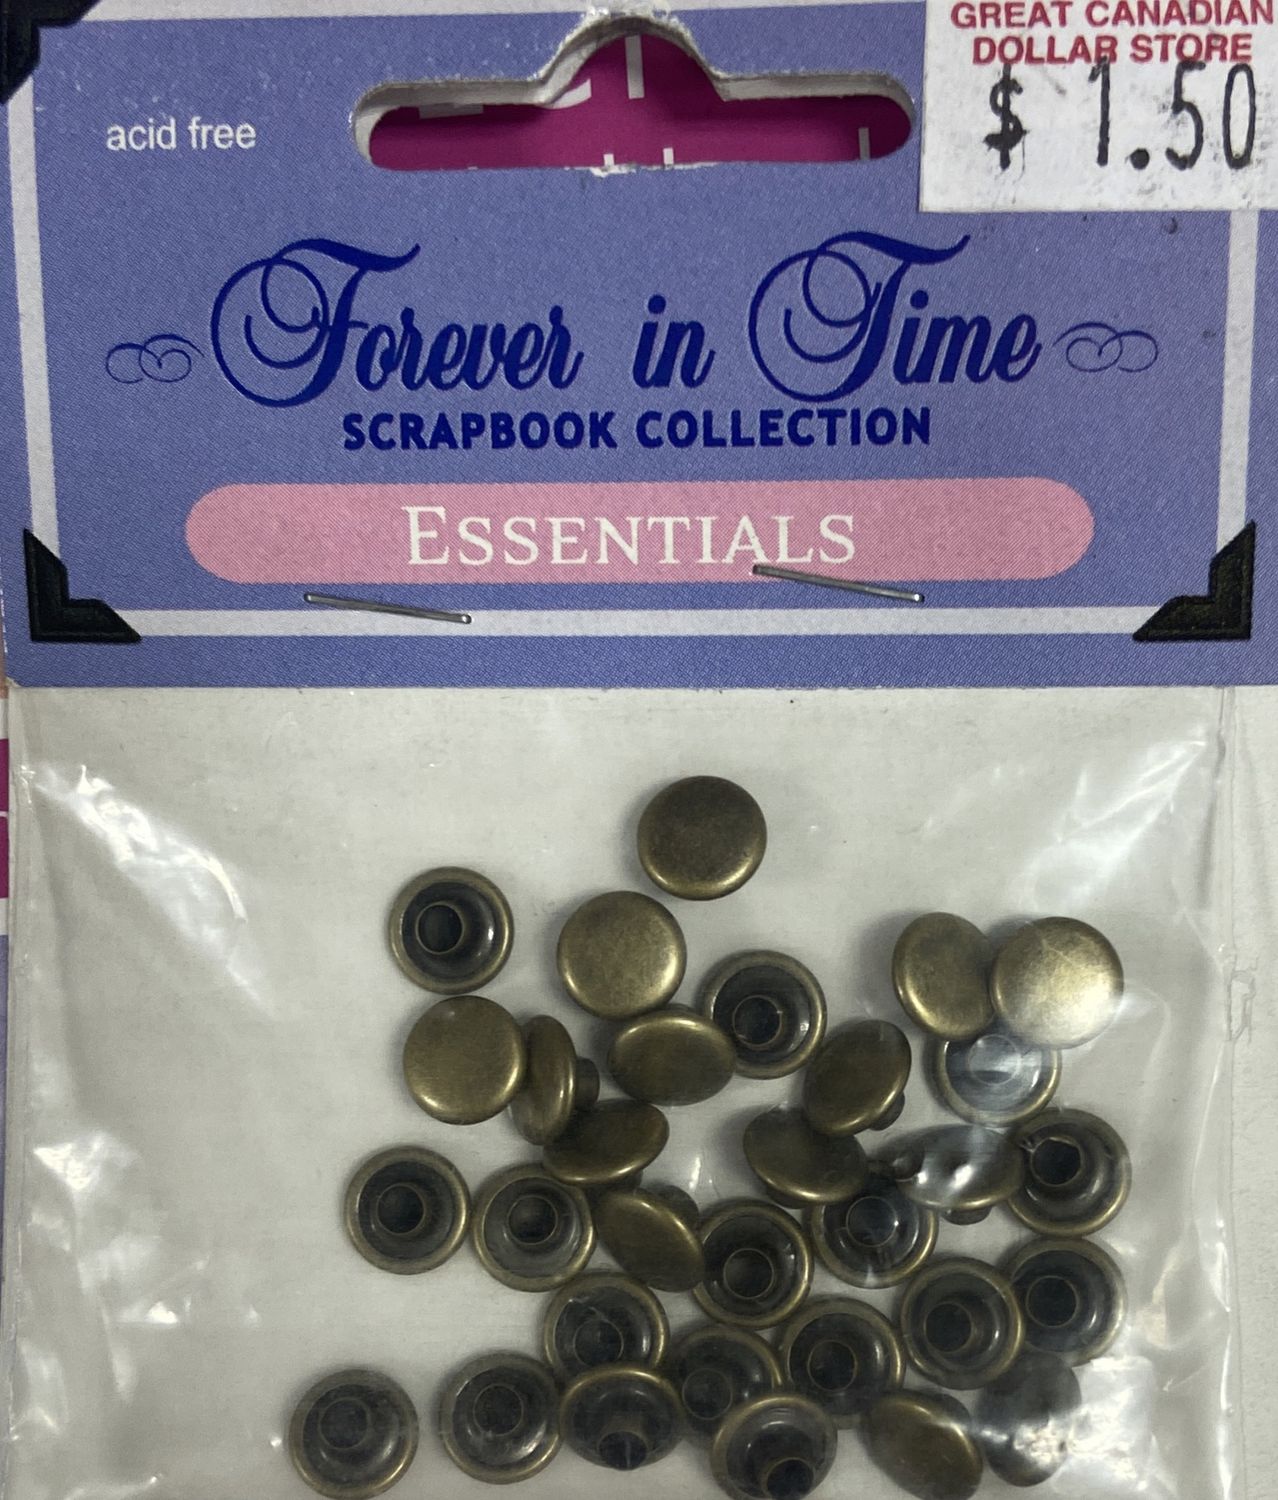 GREAT CANADIAN
DOLLAR STORE
$ 1.50
acid free
Forever in Time
SCRAPBOOK COLLECTION
ESSENTIALS